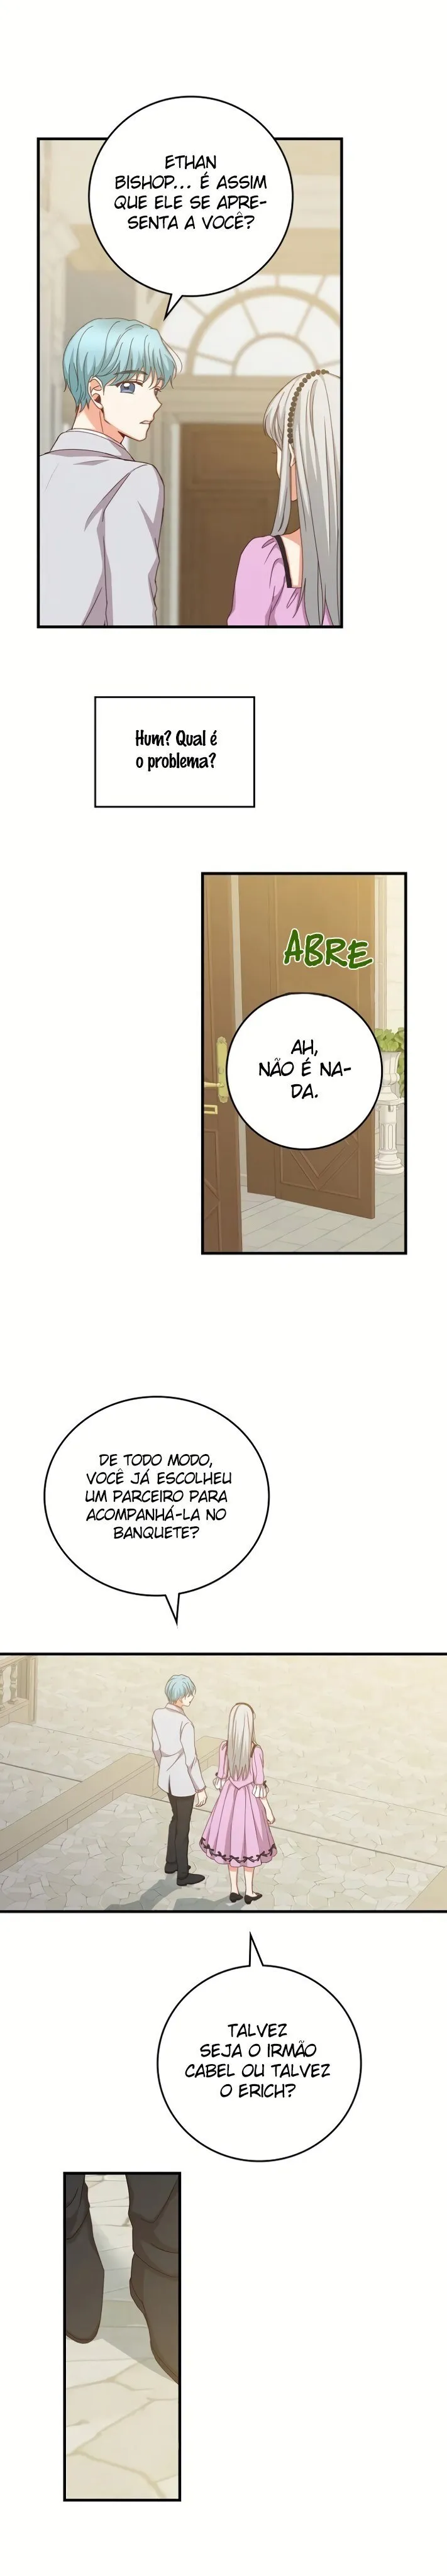 ETHAN
BISHOP... É ASSIM
QUE ELE SE APRE-
SENTA A VOCÊ?
Hum? Qual é
o problema?
ABRE
AH,
NÃO É NA-
DA.
DE TODO MODO,
VOCÊ JÁ ESCOLHEU
UM PARCEIRO PARA
ACOMPANHÁ-LA NO
BANQUETE?
TALVEZ
SEJA O IRMÃO
CABEL OU TALVEZ
O ERICH?